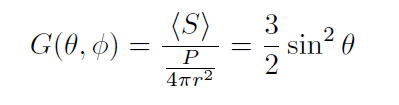 G(θ, ϕ) = ⟨S⟩ / (P / 4πr²) = 3/2 sin² θ